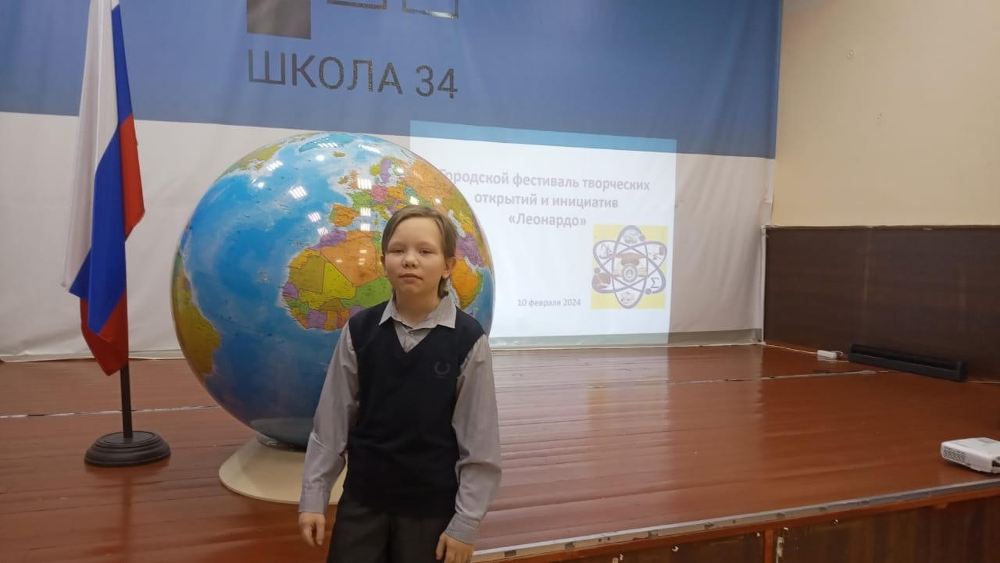 ШКОЛА 34
Городской фестиваль творческих
открытий и инициатив
«Леонардо»
10 февраля 2024